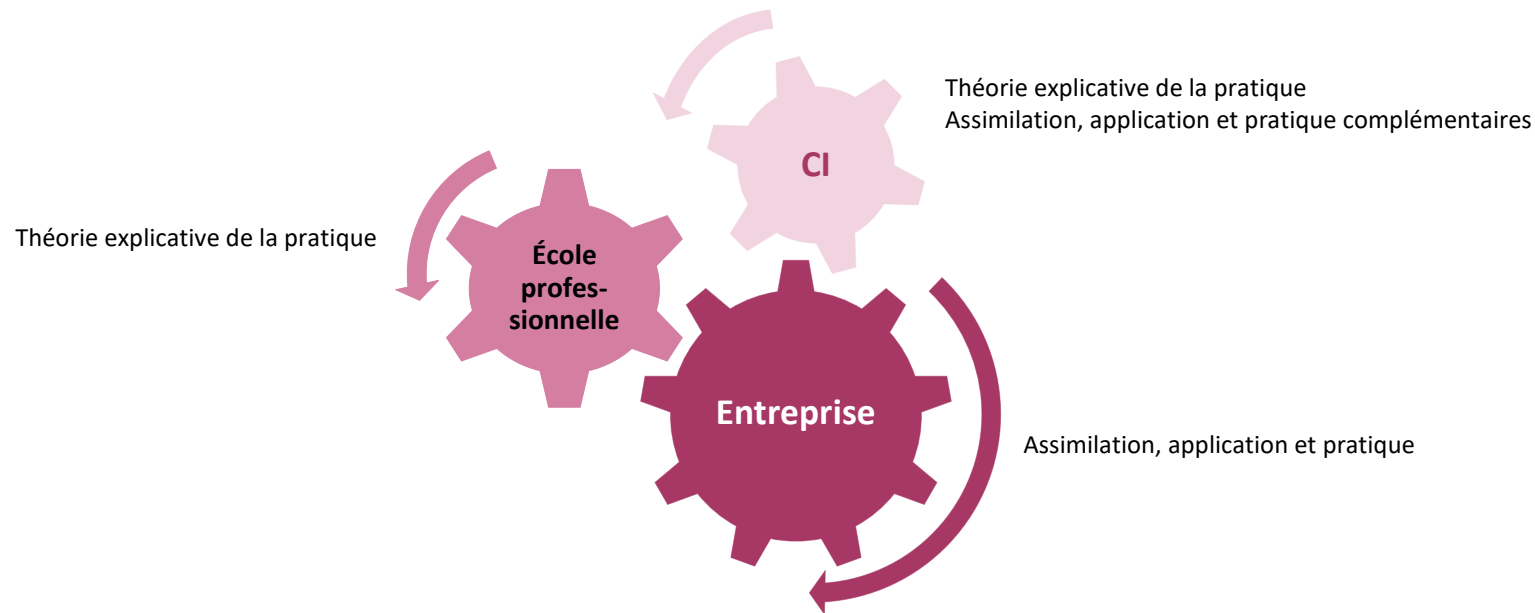 Théorie explicative de la pratique
Assimilation, application et pratique complémentaires
CI
Théorie explicative de la pratique
École
profes-
sionnelle
Entreprise
Assimilation, application et pratique